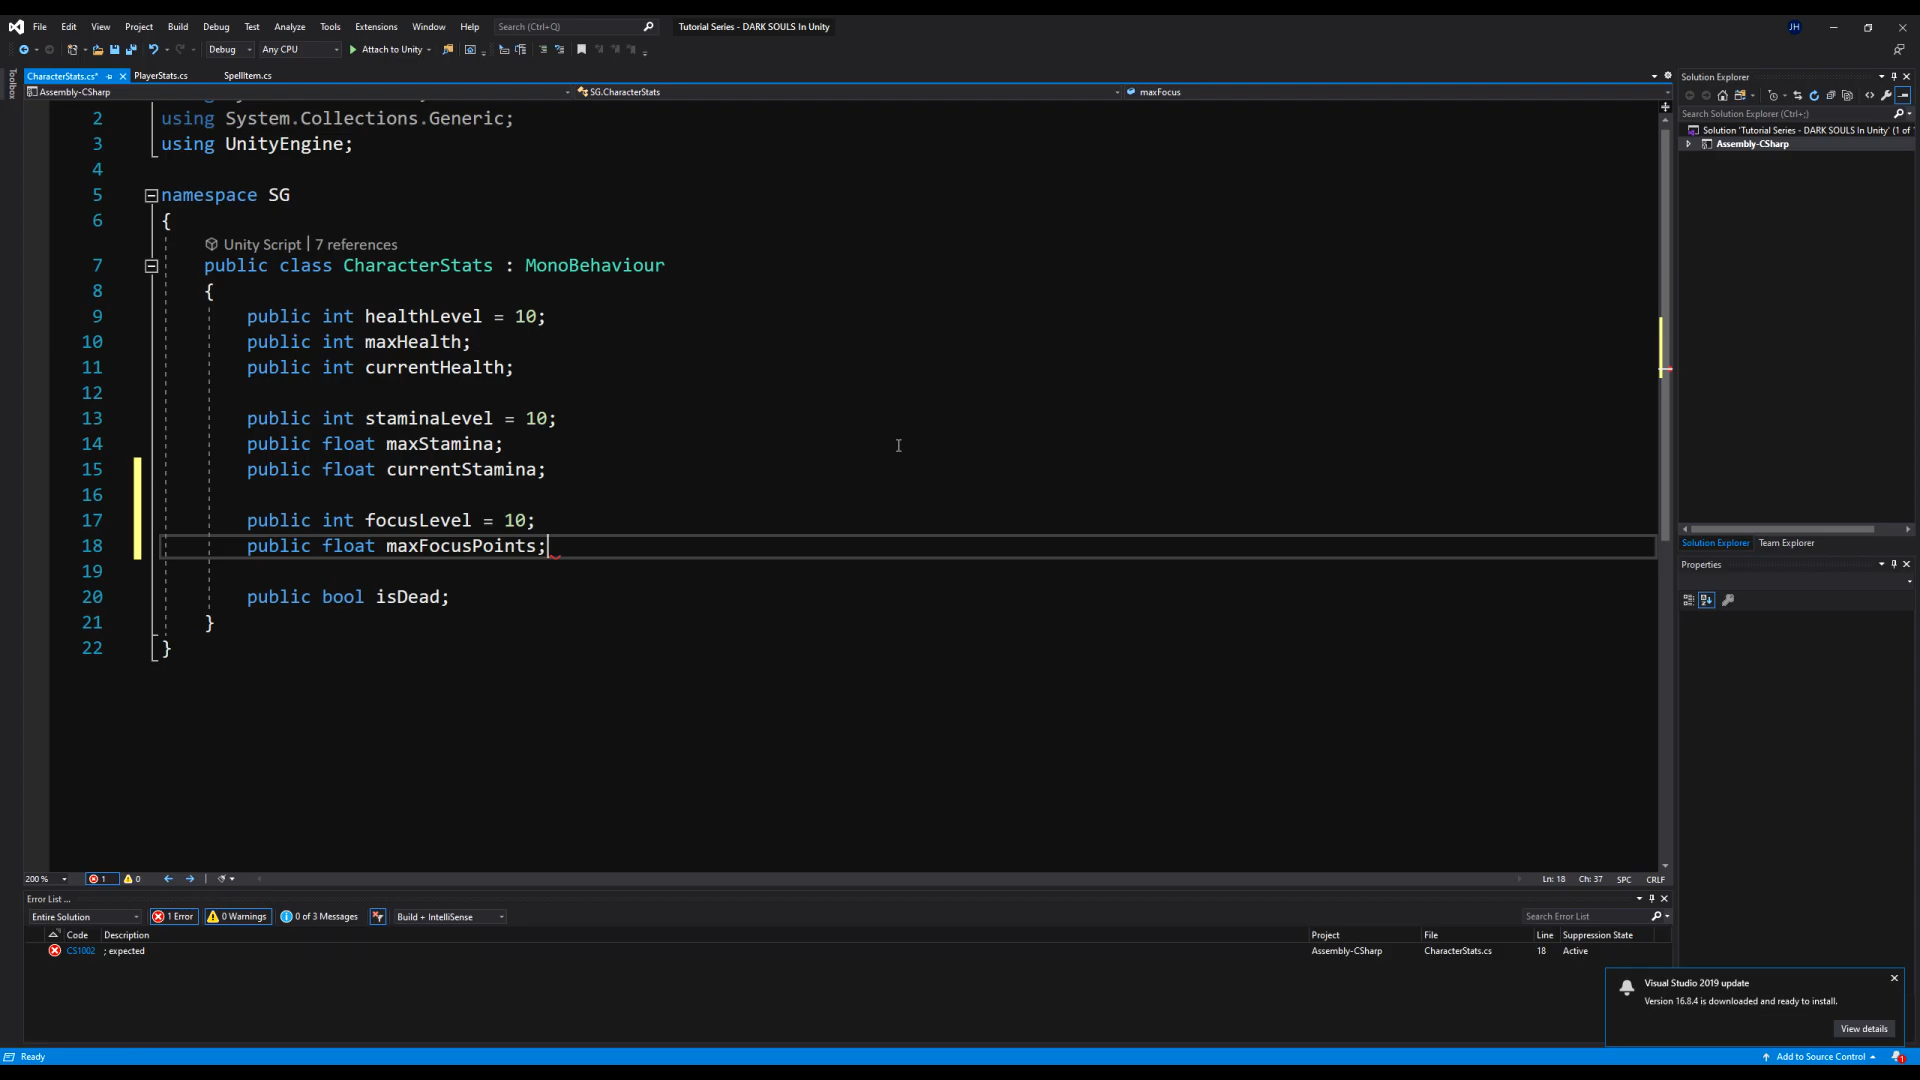 File Edit View Project Build Debug Test Analyze Tools Extensions Window Help Search (Ctrl+Q) Tutorial Series - DARK SOULS In Unity JH
Debug Any CPU Attach to Unity
CharacterStats.cs* PlayerStats.cs SpellItem.cs
Assembly-CSharp SG.CharacterStats maxFocus
Toolbox
2 using System.Collections.Generic;
3 using UnityEngine;
4
5 namespace SG
6 {
Unity Script | 7 references
7 public class CharacterStats : MonoBehaviour
8 {
9 public int healthLevel = 10;
10 public int maxHealth;
11 public int currentHealth;
12
13 public int staminaLevel = 10;
14 public float maxStamina;
15 public float currentStamina;
16
17 public int focusLevel = 10;
18 public float maxFocusPoints;
19
20 public bool isDead;
21 }
22 }
200 % 1 0 Ln: 18 Ch: 37 SPC CRLF
Error List ...
Entire Solution 1 Error 0 Warnings 0 of 3 Messages Build + IntelliSense Search Error List
Code Description Project File Line Suppression State
CS1002 ; expected Assembly-CSharp CharacterStats.cs 18 Active
Solution Explorer
Search Solution Explorer (Ctrl+;)
Solution 'Tutorial Series - DARK SOULS In Unity' (1 of
Assembly-CSharp
Solution Explorer Team Explorer
Properties
Visual Studio 2019 update
Version 16.8.4 is downloaded and ready to install.
View details
Ready Add to Source Control 1